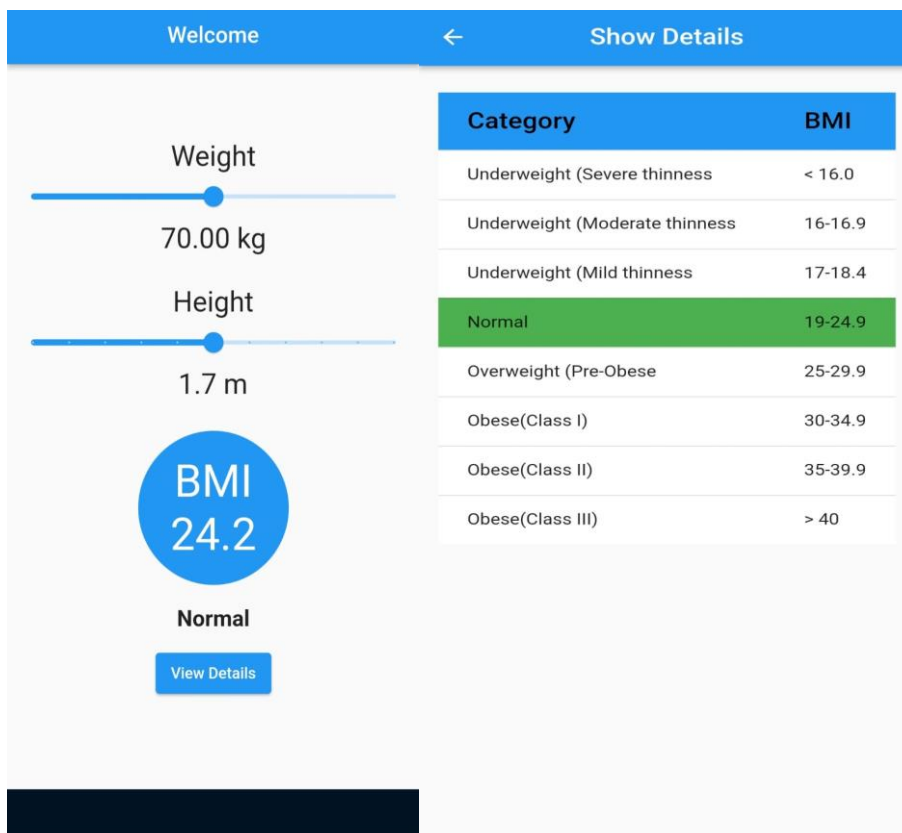 Welcome
Weight
70.00 kg
Height
1.7 m
BMI
24.2
Normal
View Details
Show Details
Category BMI
Underweight (Severe thinness < 16.0
Underweight (Moderate thinness 16-16.9
Underweight (Mild thinness 17-18.4
Normal 19-24.9
Overweight (Pre-Obese 25-29.9
Obese(Class I) 30-34.9
Obese(Class II) 35-39.9
Obese(Class III) > 40